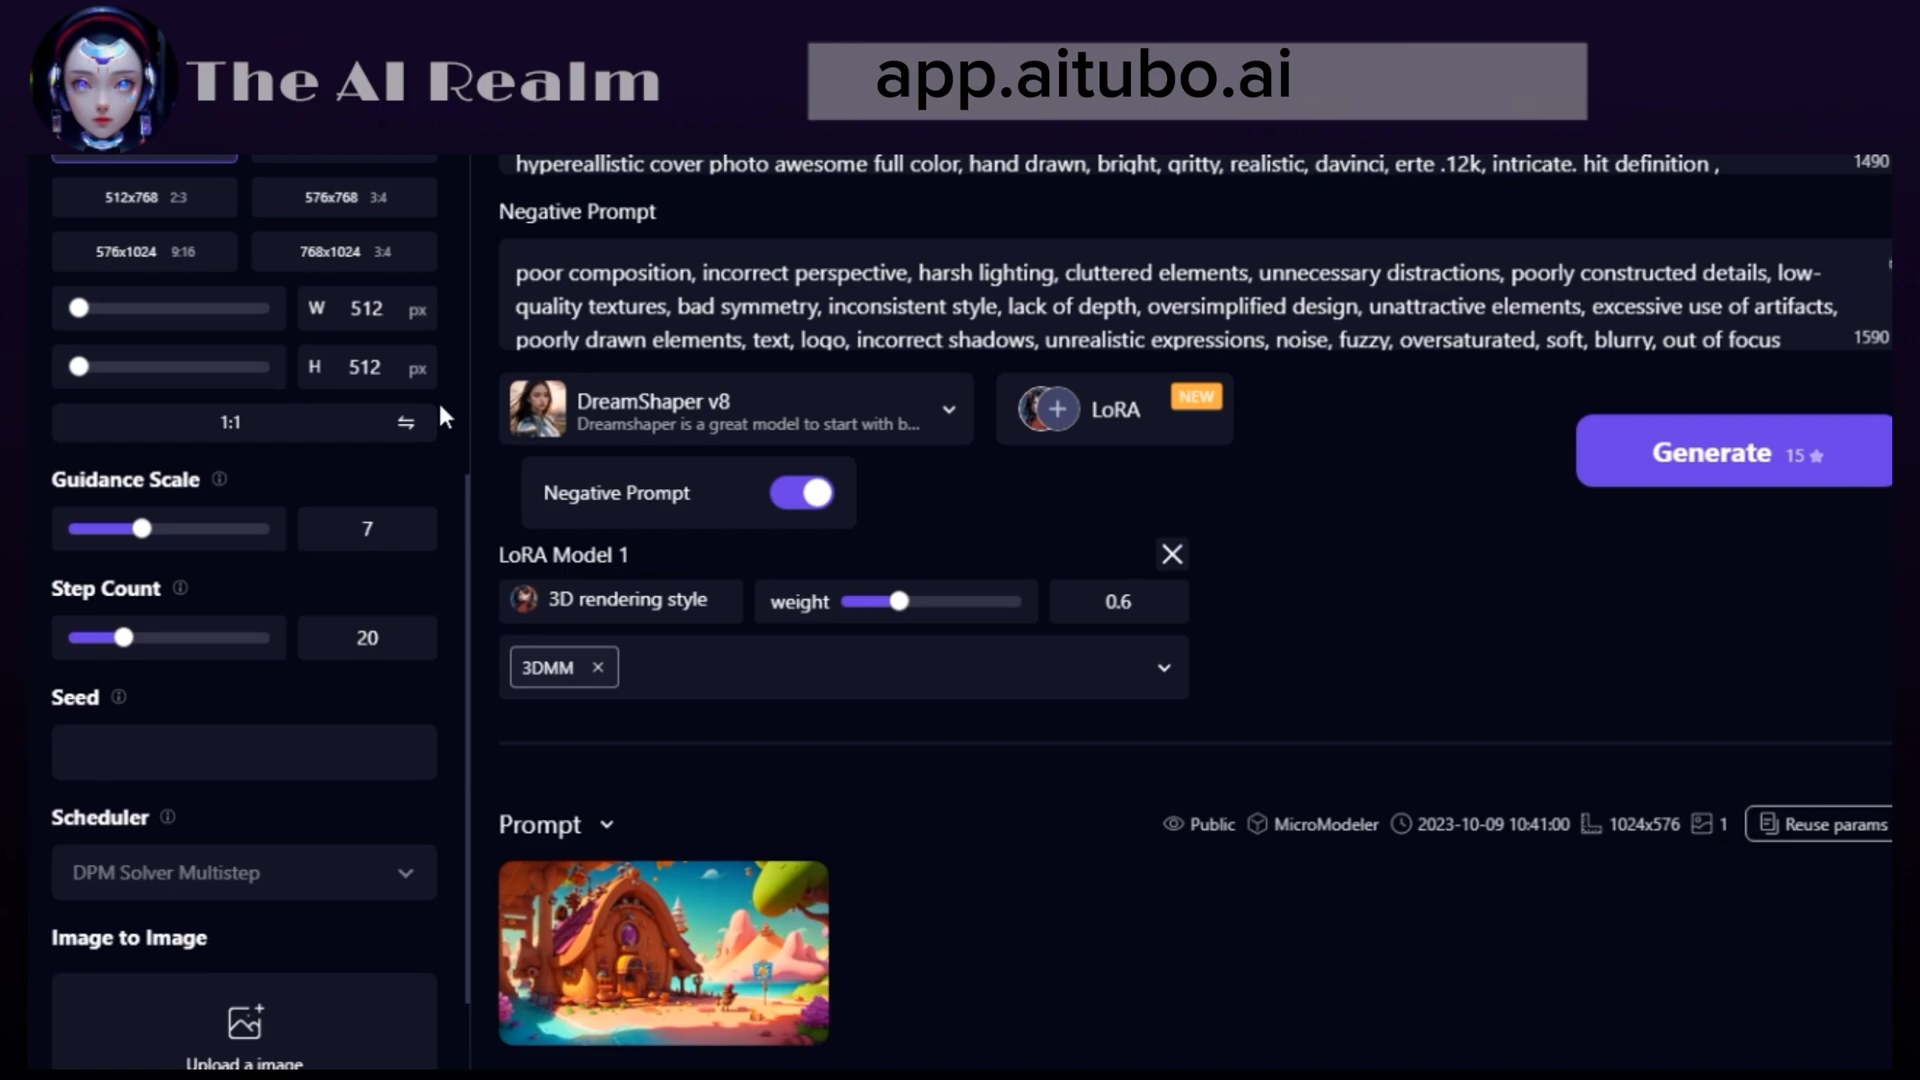 The AI Realm
app.aitubo.ai
512x768 2:3
576x768 3:4
576x1024 9:16
768x1024 3:4
W 512 px
H 512 px
1:1
Guidance Scale
7
Step Count
20
Seed
Scheduler
DPM Solver Multistep
Image to Image
Upload a image
hypereallistic cover photo awesome full color, hand drawn, bright, gritty, realistic, davinci, erte .12k, intricate. hit definition ,
1490
Negative Prompt
poor composition, incorrect perspective, harsh lighting, cluttered elements, unnecessary distractions, poorly constructed details, low-
quality textures, bad symmetry, inconsistent style, lack of depth, oversimplified design, unattractive elements, excessive use of artifacts,
poorly drawn elements, text, logo, incorrect shadows, unrealistic expressions, noise, fuzzy, oversaturated, soft, blurry, out of focus
1590
DreamShaper v8
Dreamshaper is a great model to start with b...
LoRA
NEW
Generate 15
Negative Prompt
LoRA Model 1
3D rendering style
weight
0.6
3DMM
Prompt
Public MicroModeler 2023-10-09 10:41:00 1024x576 1
Reuse params